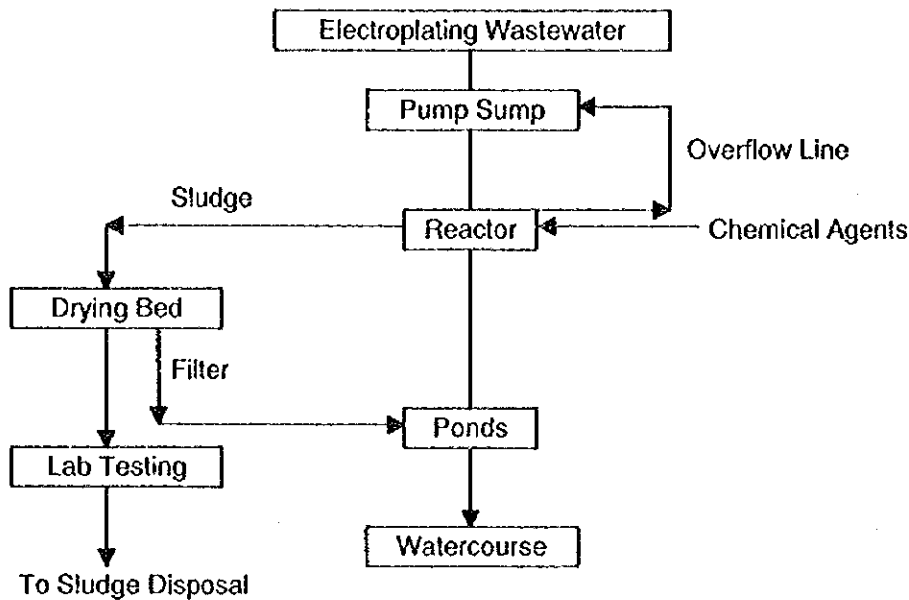 Electroplating Wastewater
Pump Sump
Overflow Line
Sludge
Reactor
Chemical Agents
Drying Bed
Filter
Ponds
Lab Testing
Watercourse
To Sludge Disposal